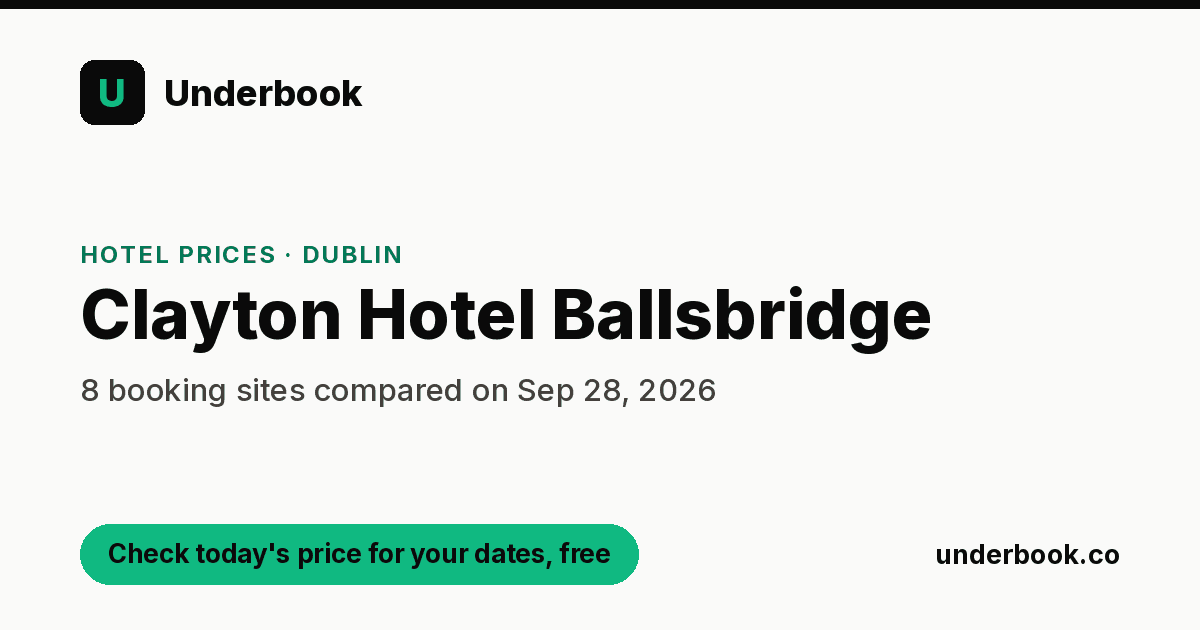 U Underbook
HOTEL PRICES · DUBLIN
Clayton Hotel Ballsbridge
8 booking sites compared on Sep 28, 2026
Check today's price for your dates, free
underbook.co